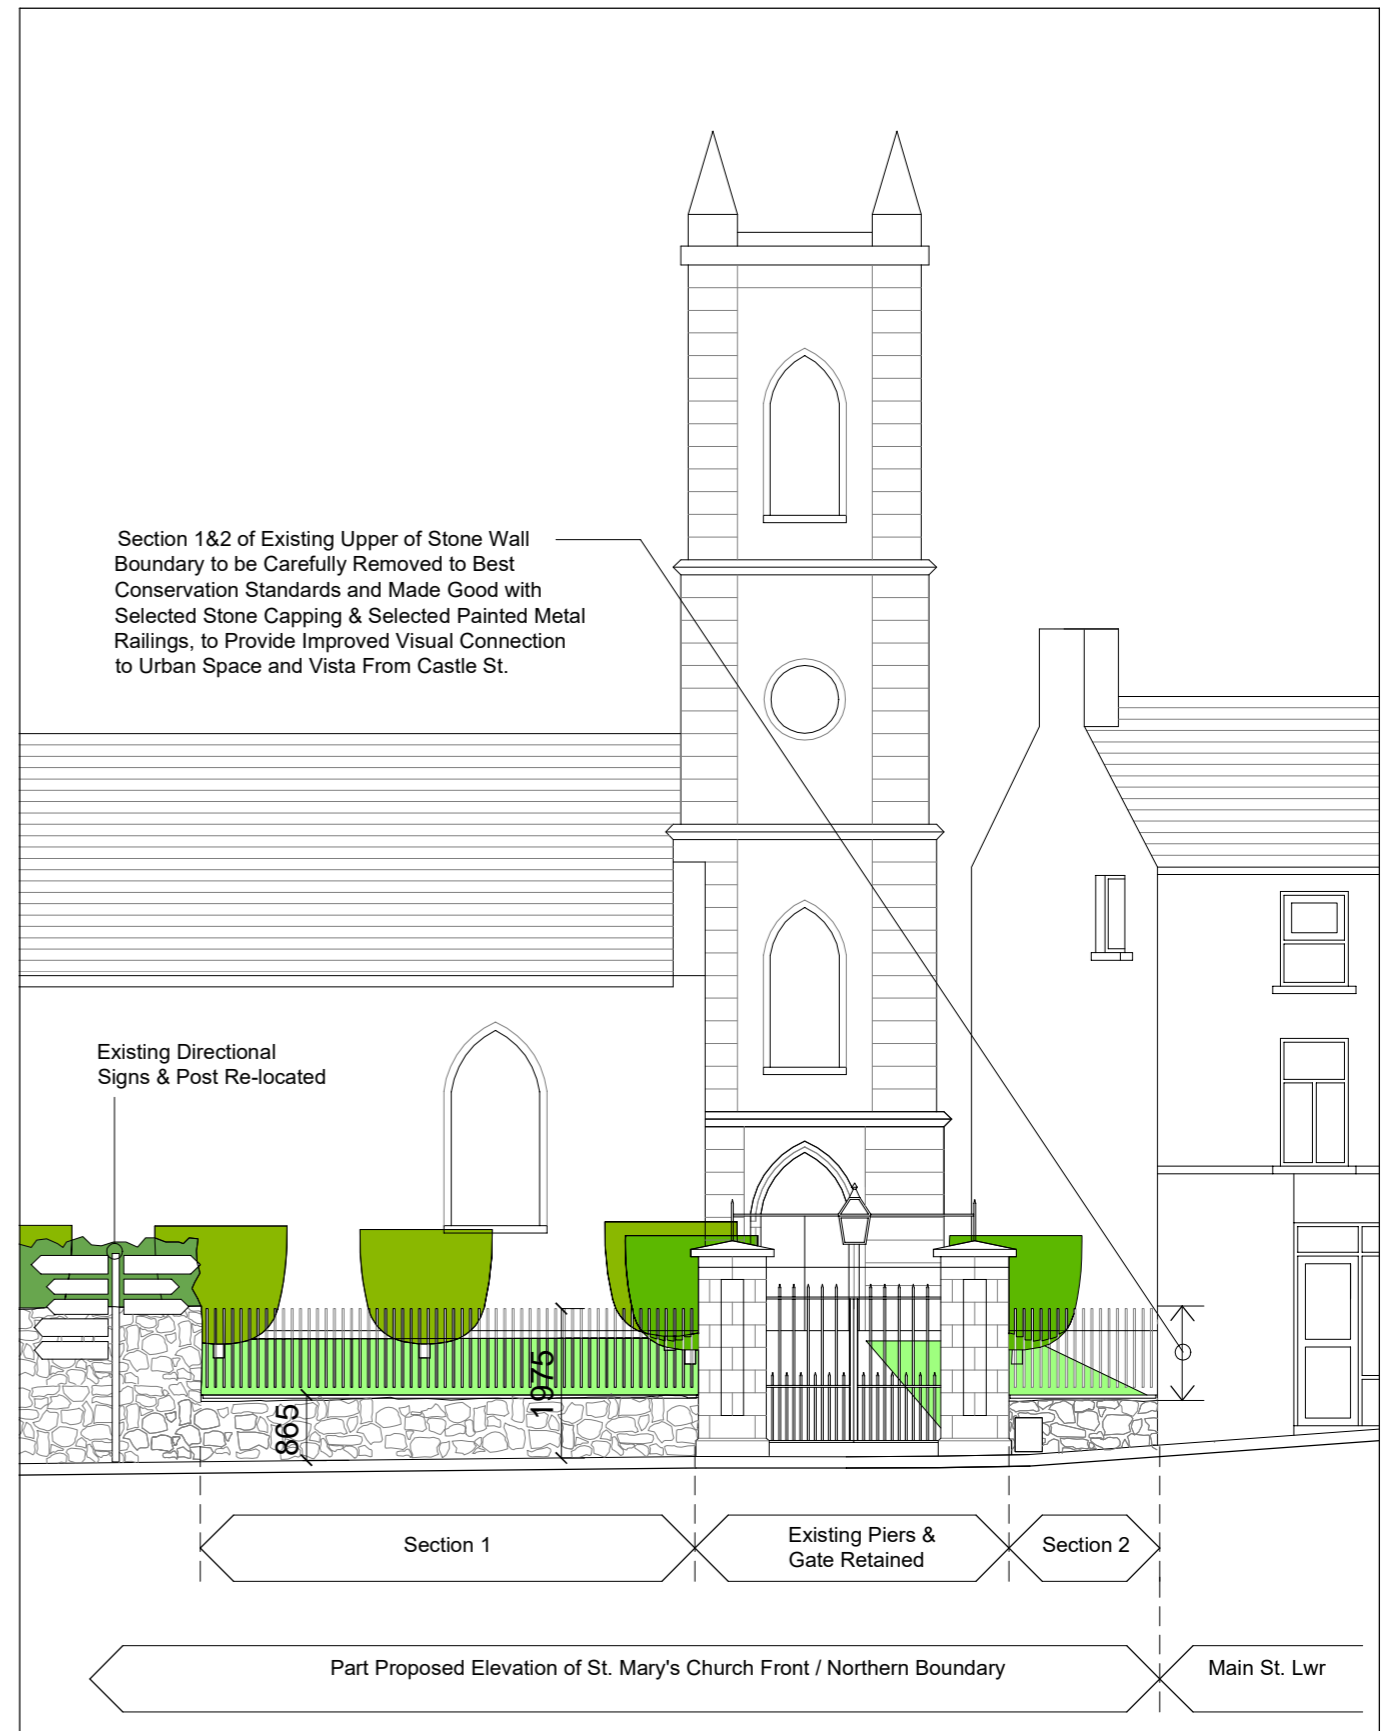 Section 1&2 of Existing Upper of Stone Wall
Boundary to be Carefully Removed to Best
Conservation Standards and Made Good with
Selected Stone Capping & Selected Painted Metal
Railings, to Provide Improved Visual Connection
to Urban Space and Vista From Castle St.
Existing Directional
Signs & Post Re-located
1975
865
Section 1
Existing Piers &
Gate Retained
Section 2
Part Proposed Elevation of St. Mary's Church Front / Northern Boundary
Main St. Lwr